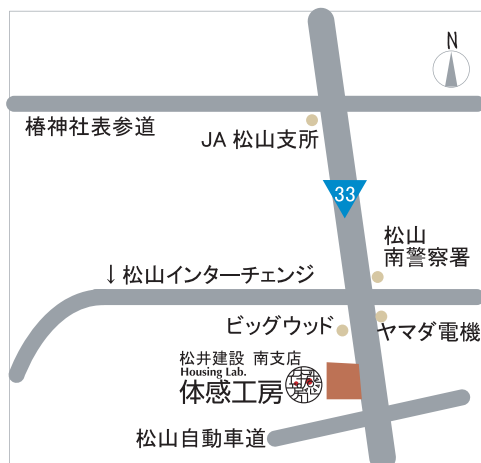 N
椿神社表参道
JA 松山支所
33
松山
南警察署
↓松山インターチェンジ
ビッグウッド
ヤマダ電機
松井建設 南支店
Housing Lab.
体感工房
松山自動車道